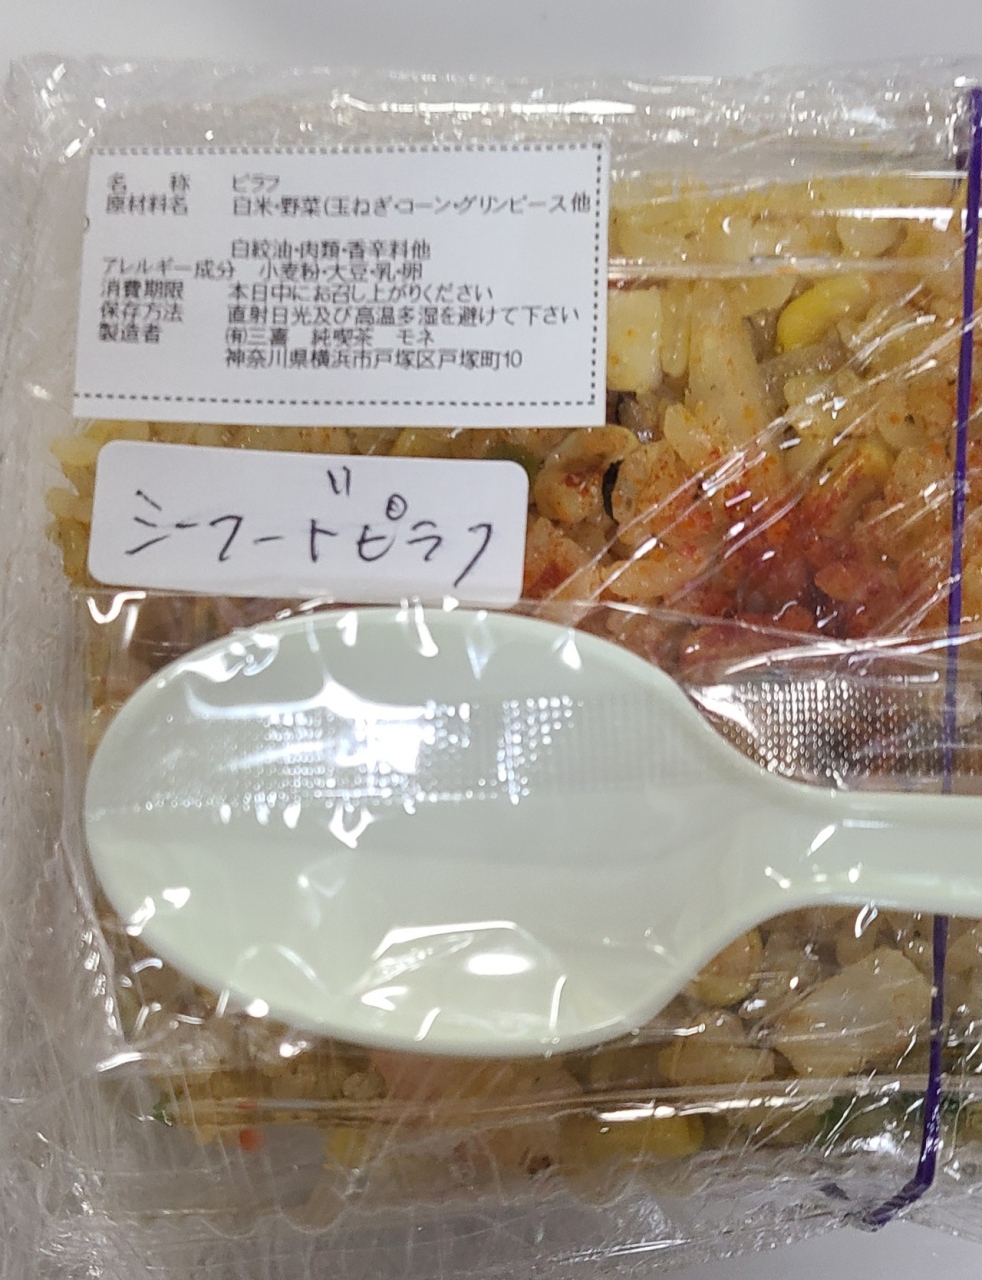 名　称　ピラフ
原材料名　白米・野菜(玉ねぎ・コーン・グリンピース他
白絞油・肉類・香辛料他
アレルギー成分　小麦粉・大豆・乳・卵
消費期限　本日中にお召し上がりください
保存方法　直射日光及び高温多湿を避けて下さい
製造者　㈲三喜　純喫茶　モネ
神奈川県横浜市戸塚区戸塚町10
シーフードピラフ